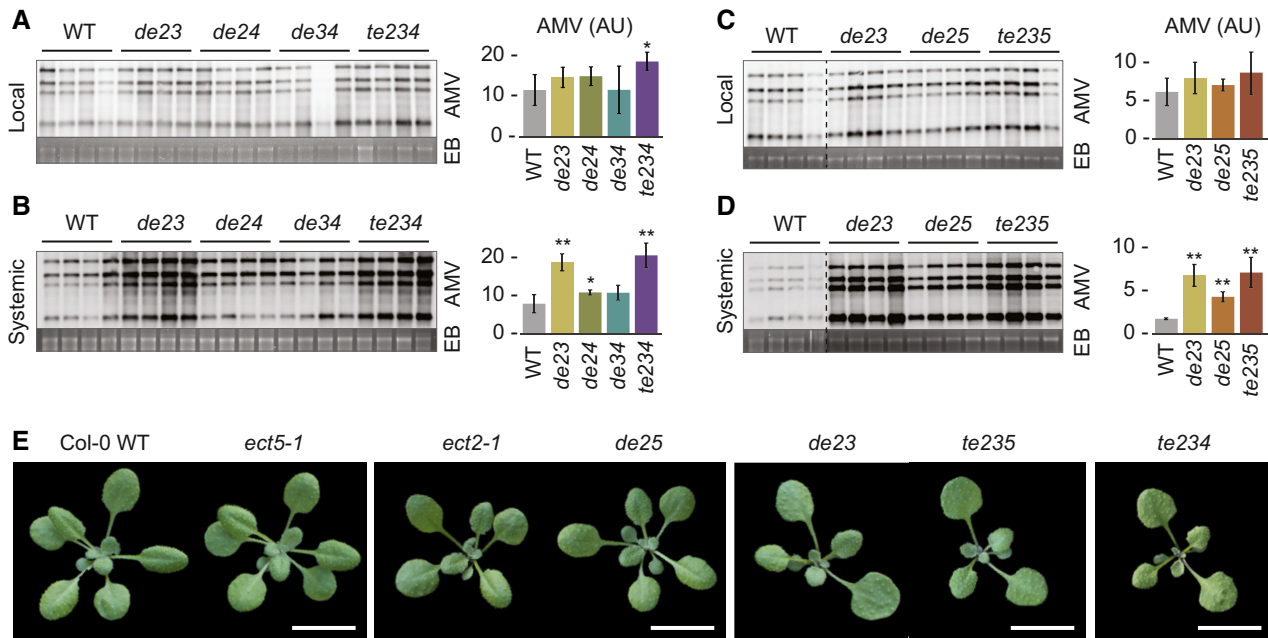 A
WT de23 de24 de34 te234
Local
AMV
EB
AMV (AU)
20
10
0
*
WT de23 de24 de34 te234
B
WT de23 de24 de34 te234
Systemic
AMV
EB
20
10
0
** * **
WT de23 de24 de34 te234
C
WT de23 de25 te235
Local
AMV
EB
AMV (AU)
10
5
0
WT de23 de25 te235
D
WT de23 de25 te235
Systemic
AMV
EB
10
5
0
** ** **
WT de23 de25 te235
E
Col-0 WT ect5-1 ect2-1 de25 de23 te235 te234